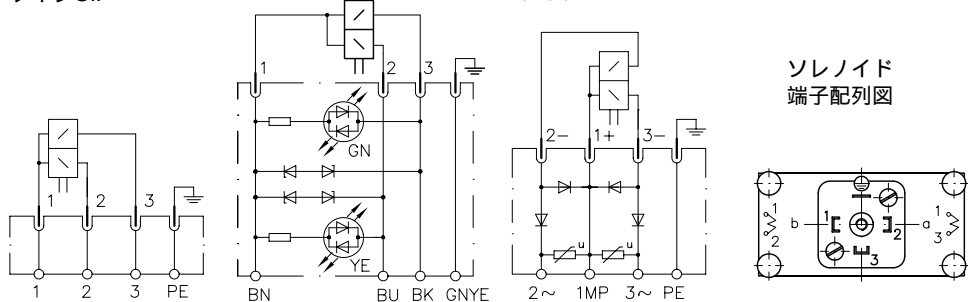 1 2 3
1 2 3 PE
1 2 3
GN
YE
BN BU BK GNYE
2- 1+ 3-
u u
2~ 1MP 3~ PE
ソレノイド
端子配列図
1 1
b 1 2 a
2 3 3